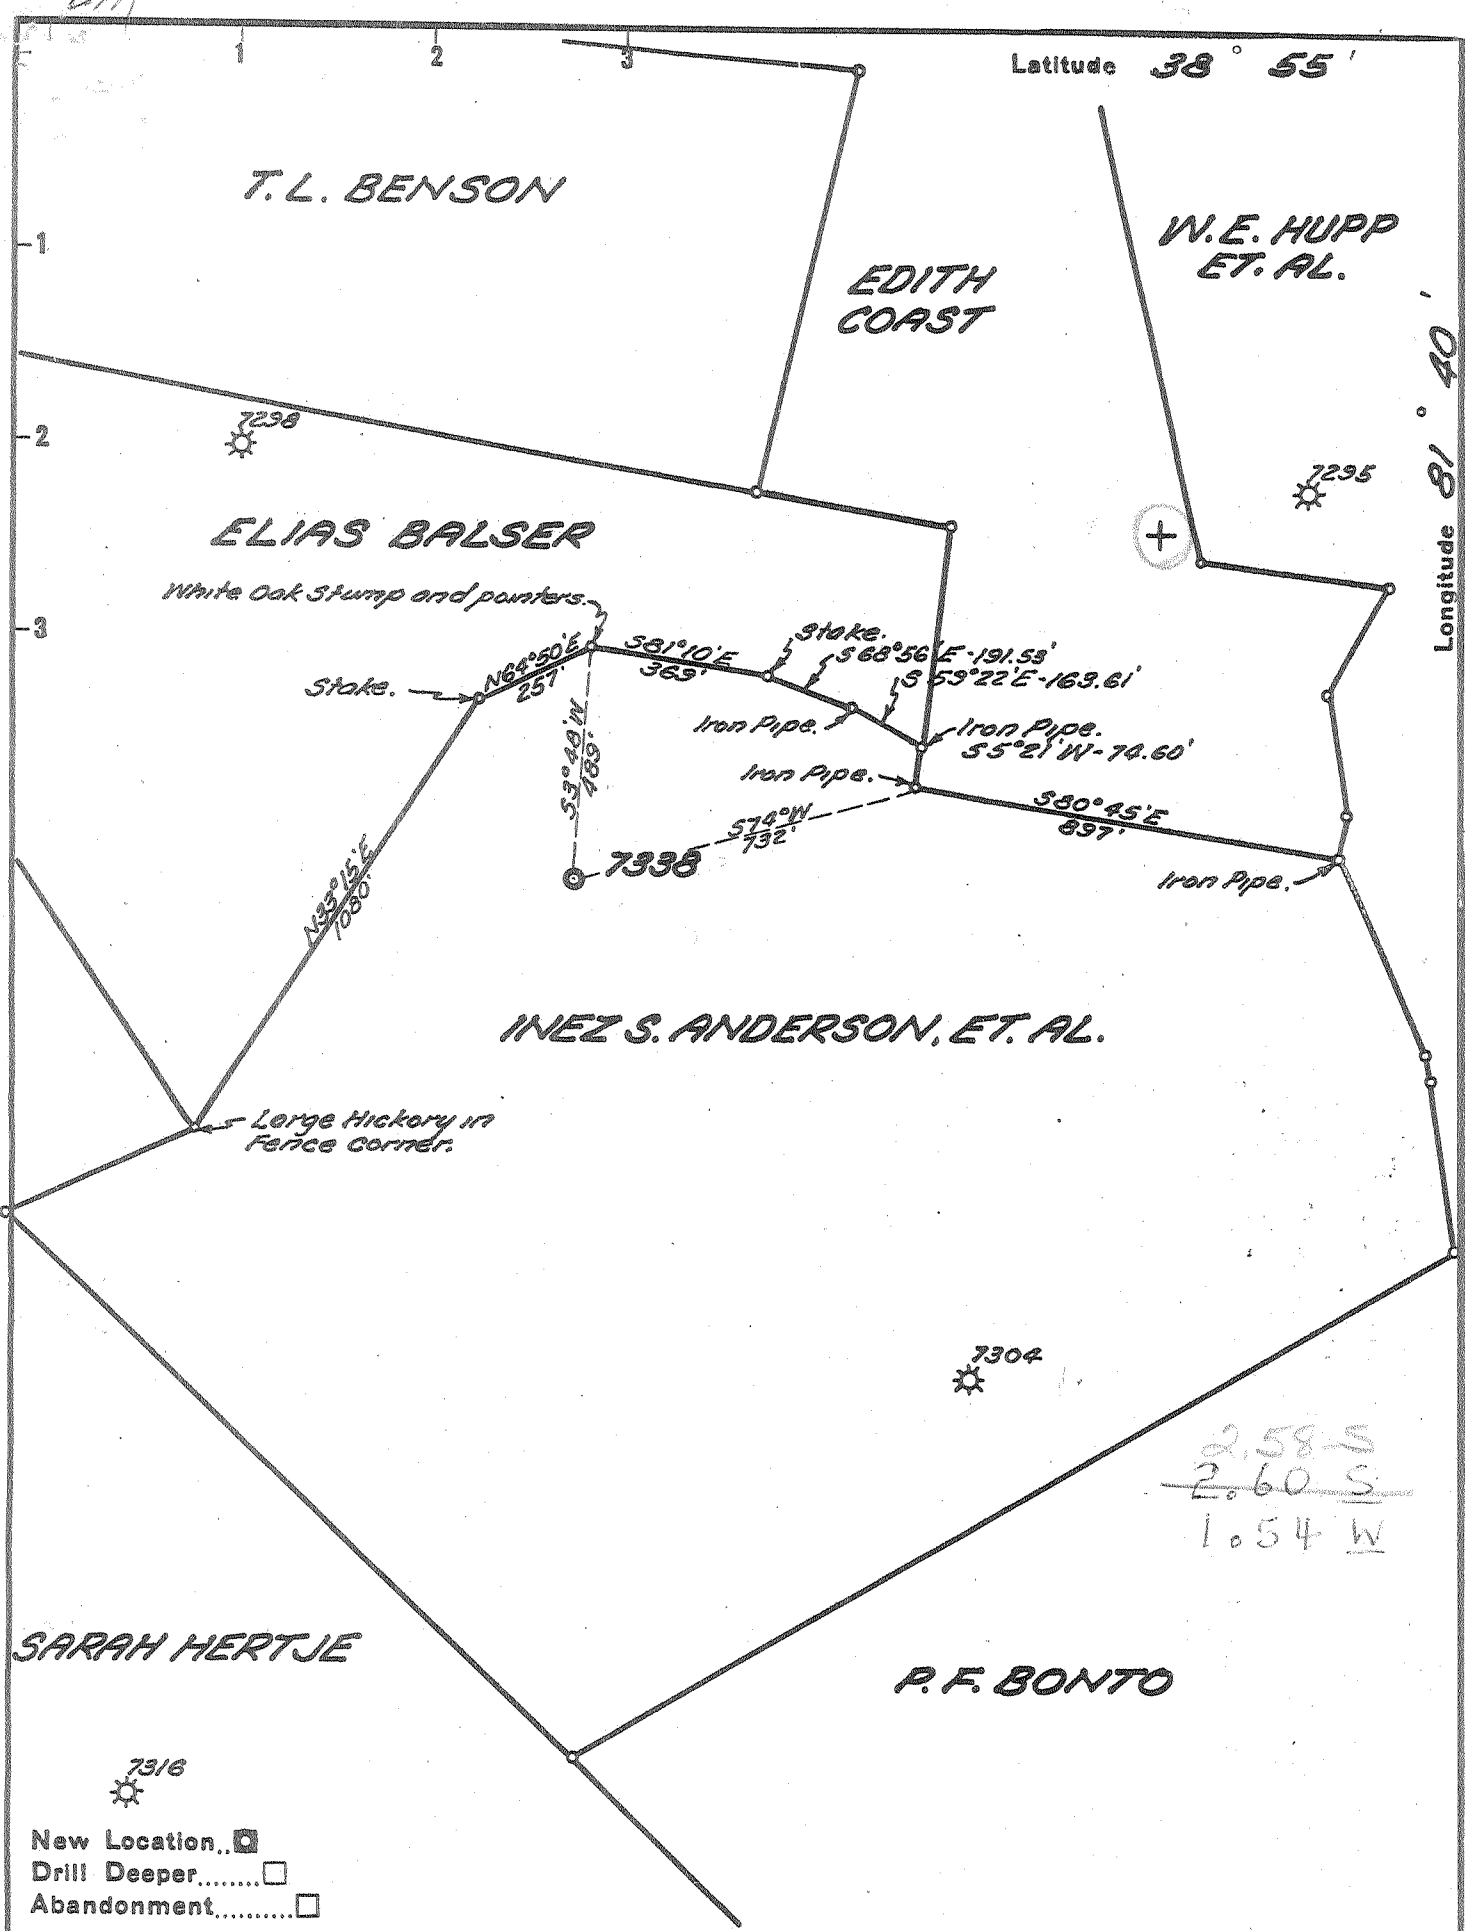 1
2
3
Latitude 38° 55'
T.L. BENSON
W.E. HUPP
ET. AL.
-1
EDITH
COAST
Longitude 81° 40'
7298
-2
7295
ELIAS BALSER
+
White Oak Stump and pointers.
-3
N64°50'E
257'
S81°10'E
369'
Stake.
S 68°56'E-191.53'
S 59°22'E-163.61'
Stake.
Iron Pipe.
Iron Pipe.
S5°21'W-74.60'
S3°48'W
489'
Iron Pipe.
S74°W
732'
S80°45'E
897'
7338
Iron Pipe.
N33°15'E
1080'
INEZ S. ANDERSON, ET. AL.
Large Hickory in
Fence corner.
7304
2.58 S
2.60 S
1.54 W
SARAH HERTJE
P.F. BONTO
7316
New Location..
Drill Deeper........
Abandonment..........